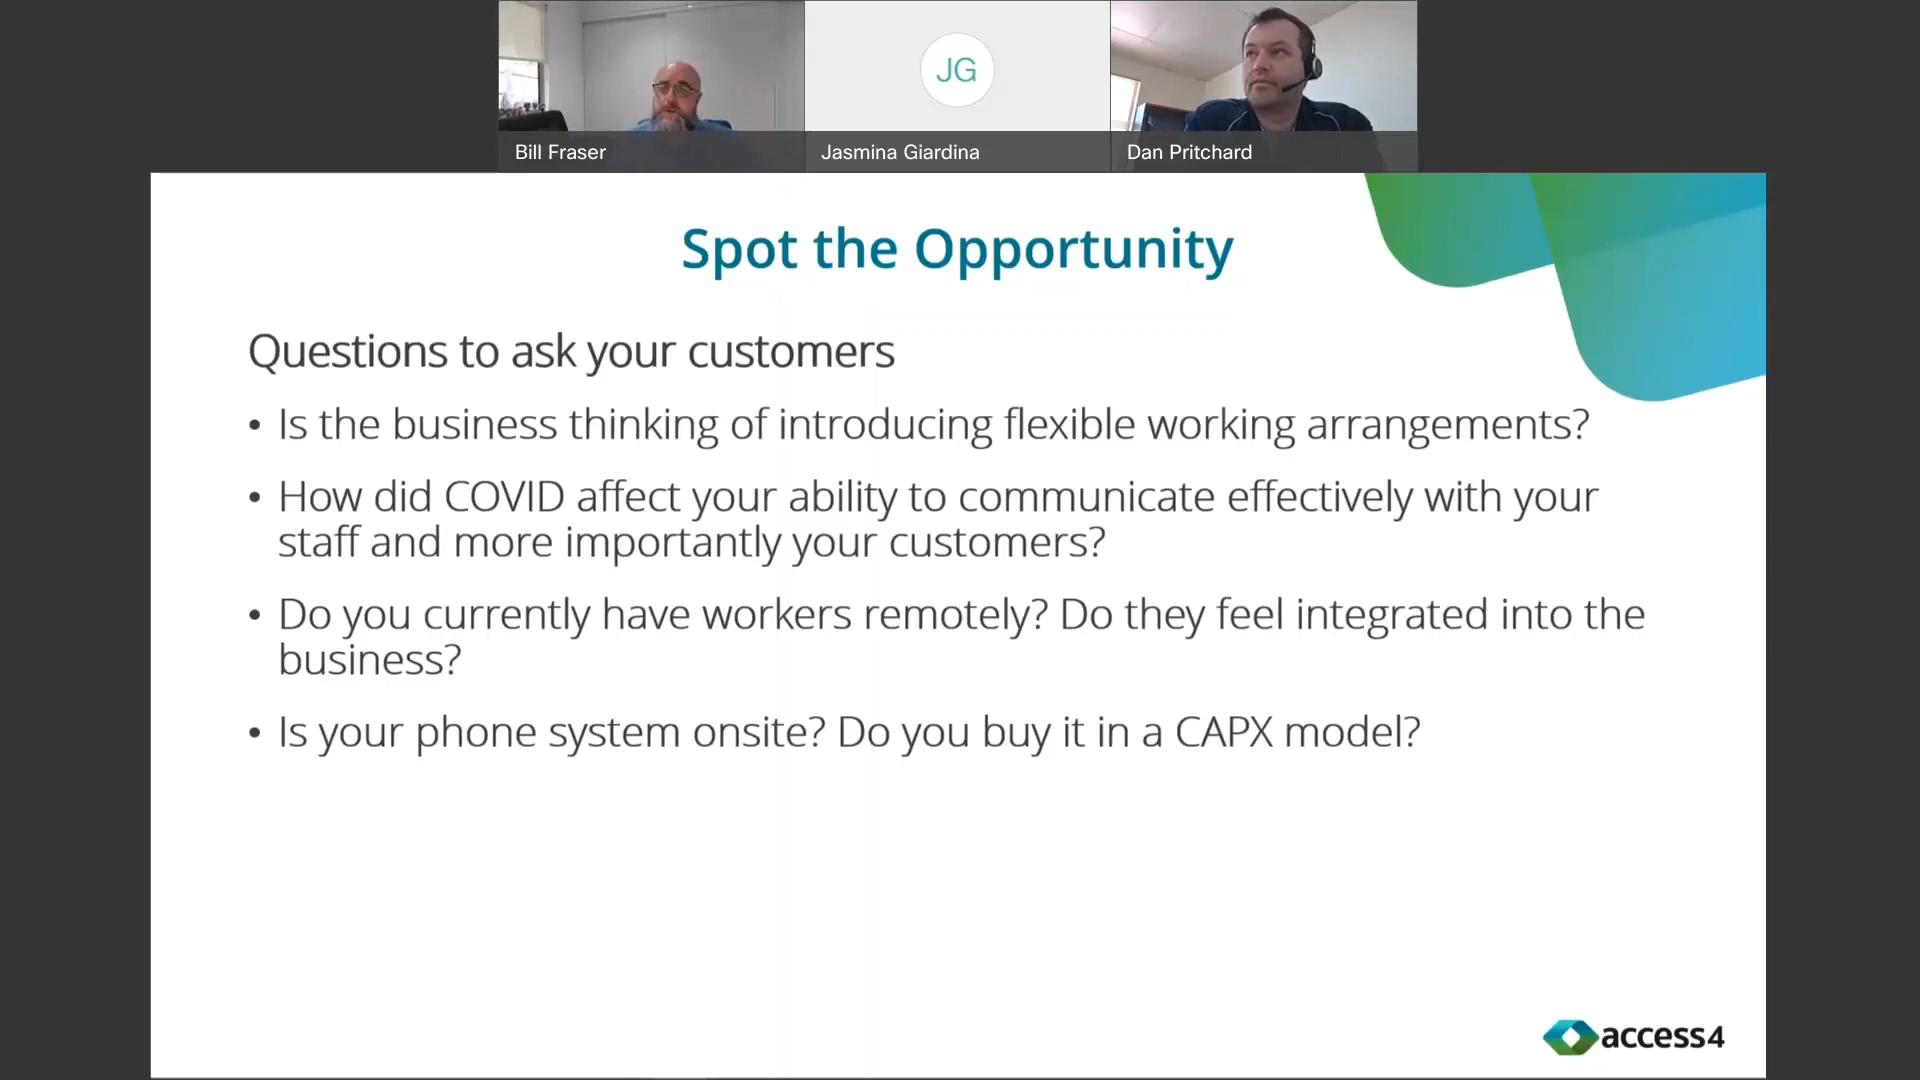 JG
Bill Fraser
Jasmina Giardina
Dan Pritchard
Spot the Opportunity
Questions to ask your customers
• Is the business thinking of introducing flexible working arrangements?
• How did COVID affect your ability to communicate effectively with your
staff and more importantly your customers?
• Do you currently have workers remotely? Do they feel integrated into the
business?
• Is your phone system onsite? Do you buy it in a CAPX model?
access4